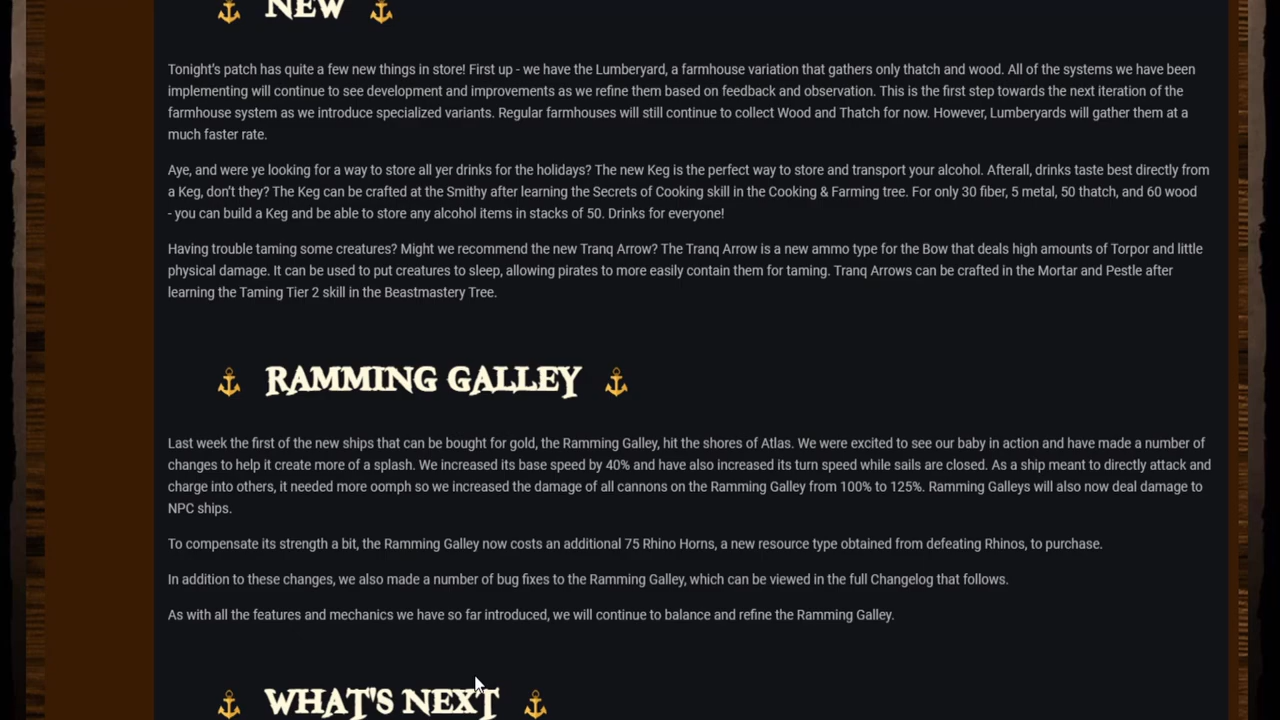 NEW
Tonight's patch has quite a few new things in store! First up - we have the Lumberyard, a farmhouse variation that gathers only thatch and wood. All of the systems we have been
implementing will continue to see development and improvements as we refine them based on feedback and observation. This is the first step towards the next iteration of the
farmhouse system as we introduce specialized variants. Regular farmhouses will still continue to collect Wood and Thatch for now. However, Lumberyards will gather them at a
much faster rate.
Aye, and were ye looking for a way to store all yer drinks for the holidays? The new Keg is the perfect way to store and transport your alcohol. Afterall, drinks taste best directly from
a Keg, don't they? The Keg can be crafted at the Smithy after learning the Secrets of Cooking skill in the Cooking & Farming tree. For only 30 fiber, 5 metal, 50 thatch, and 60 wood
- you can build a Keg and be able to store any alcohol items in stacks of 50. Drinks for everyone!
Having trouble taming some creatures? Might we recommend the new Tranq Arrow? The Tranq Arrow is a new ammo type for the Bow that deals high amounts of Torpor and little
physical damage. It can be used to put creatures to sleep, allowing pirates to more easily contain them for taming. Tranq Arrows can be crafted in the Mortar and Pestle after
learning the Taming Tier 2 skill in the Beastmastery Tree.
RAMMING GALLEY
Last week the first of the new ships that can be bought for gold, the Ramming Galley, hit the shores of Atlas. We were excited to see our baby in action and have made a number of
changes to help it create more of a splash. We increased its base speed by 40% and have also increased its turn speed while sails are closed. As a ship meant to directly attack and
charge into others, it needed more oomph so we increased the damage of all cannons on the Ramming Galley from 100% to 125%. Ramming Galleys will also now deal damage to
NPC ships.
To compensate its strength a bit, the Ramming Galley now costs an additional 75 Rhino Horns, a new resource type obtained from defeating Rhinos, to purchase.
In addition to these changes, we also made a number of bug fixes to the Ramming Galley, which can be viewed in the full Changelog that follows.
As with all the features and mechanics we have so far introduced, we will continue to balance and refine the Ramming Galley.
WHAT'S NEXT